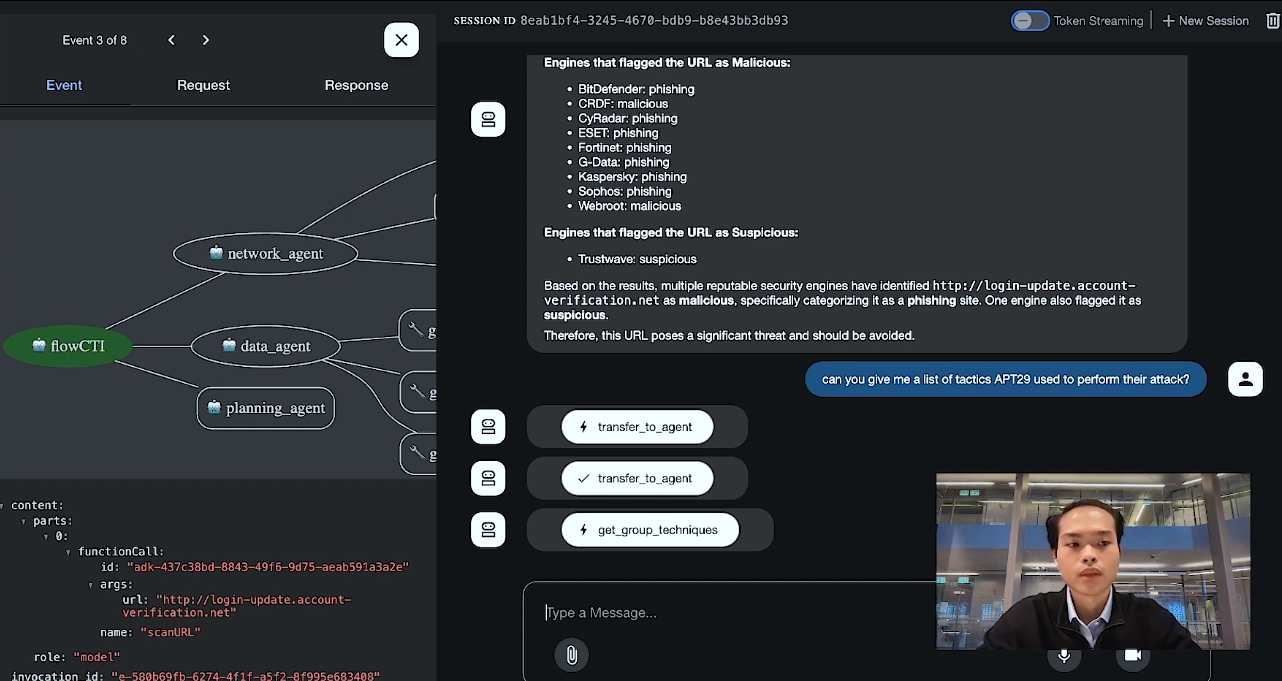 Event 3 of 8
Event Request Response
network_agent
flowCTI
data_agent
g
g
planning_agent
g
content:
parts:
0:
functionCall:
id: "adk-437c38bd-8843-49f6-9d75-aeab591a3a2e"
args:
url: "http://login-update.account-
verification.net"
name: "scanURL"
role: "model"
invocation_id: "e-580b69fb-6274-4f1f-a5f2-8f995e683408"
SESSION ID 8eab1bf4-3245-4670-bdb9-b8e43bb3db93
Token Streaming
+ New Session
Engines that flagged the URL as Malicious:
• BitDefender: phishing
• CRDF: malicious
• CyRadar: phishing
• ESET: phishing
• Fortinet: phishing
• G-Data: phishing
• Kaspersky: phishing
• Sophos: phishing
• Webroot: malicious
Engines that flagged the URL as Suspicious:
• Trustwave: suspicious
Based on the results, multiple reputable security engines have identified http://login-update.account-
verification.net as malicious, specifically categorizing it as a phishing site. One engine also flagged it as
suspicious.
Therefore, this URL poses a significant threat and should be avoided.
can you give me a list of tactics APT29 used to perform their attack?
transfer_to_agent
transfer_to_agent
get_group_techniques
Type a Message...